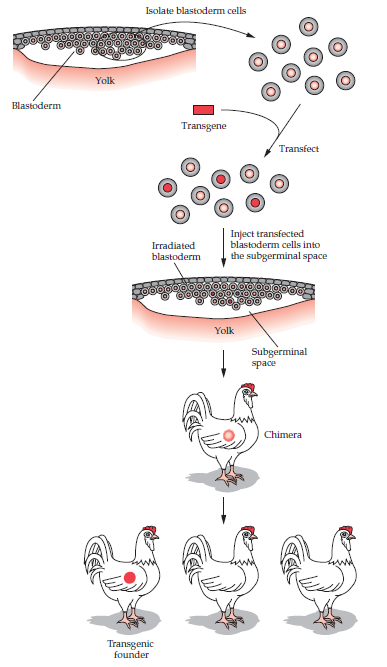 Isolate blastoderm cells
Yolk
Blastoderm
Transgene
Transfect
Irradiated
blastoderm
Inject transfected
blastoderm cells into
the subgerminal space
Yolk
Subgerminal
space
Chimera
Transgenic
founder